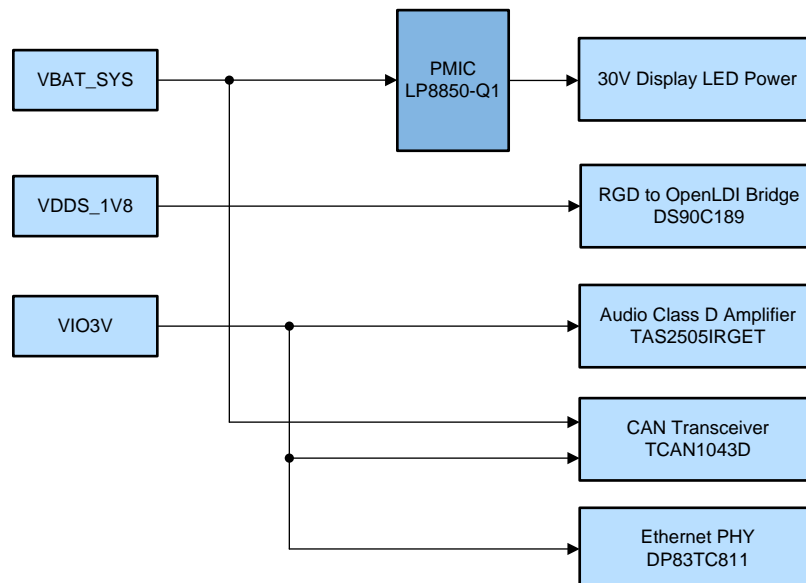 VBAT_SYS
PMIC
LP8850-Q1
30V Display LED Power
VDDS_1V8
RGD to OpenLDI Bridge
DS90C189
VIO3V
Audio Class D Amplifier
TAS2505IRGET
CAN Transceiver
TCAN1043D
Ethernet PHY
DP83TC811